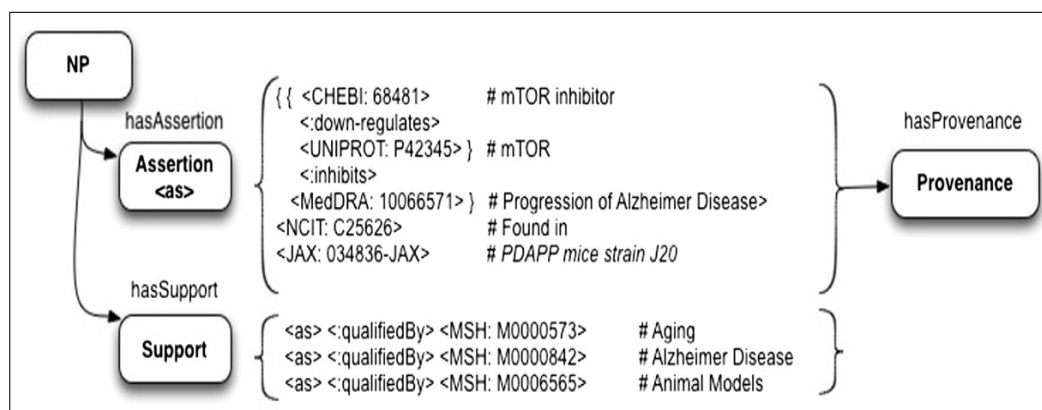 NP
hasAssertion
Assertion
<as>
{ { <CHEBI: 68481> # mTOR inhibitor
<:down-regulates>
<UNIPROT: P42345> } # mTOR
<:inhibits>
<MedDRA: 10066571> } # Progression of Alzheimer Disease>
<NCIT: C25626> # Found in
<JAX: 034836-JAX> # PDAPP mice strain J20
hasProvenance
Provenance
hasSupport
Support
<as> <:qualifiedBy> <MSH: M0000573> # Aging
<as> <:qualifiedBy> <MSH: M0000842> # Alzheimer Disease
<as> <:qualifiedBy> <MSH: M0006565> # Animal Models